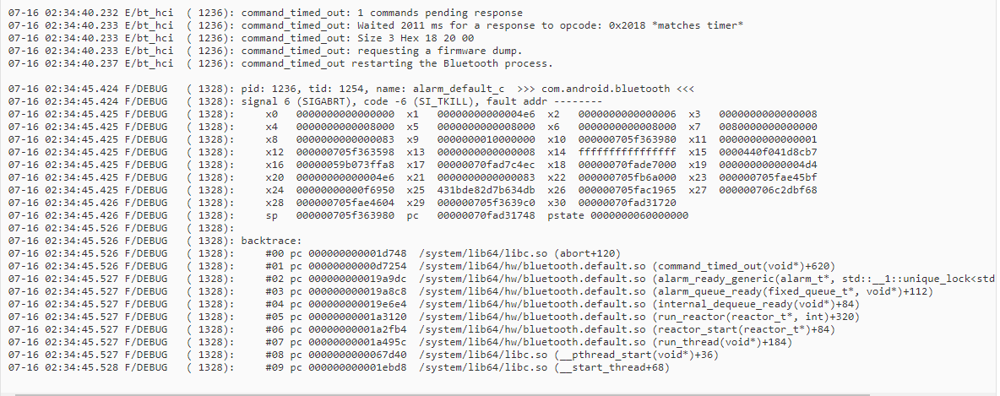 07-16 02:34:40.232 E/bt_hci  ( 1236): command_timed_out: 1 commands pending response
07-16 02:34:40.233 E/bt_hci  ( 1236): command_timed_out: Waited 2011 ms for a response to opcode: 0x2018 *matches timer*
07-16 02:34:40.233 E/bt_hci  ( 1236): command_timed_out: Size 3 Hex 18 20 00
07-16 02:34:40.233 E/bt_hci  ( 1236): command_timed_out: requesting a firmware dump.
07-16 02:34:40.237 E/bt_hci  ( 1236): command_timed_out restarting the Bluetooth process.
07-16 02:34:45.424 F/DEBUG   ( 1328): pid: 1236, tid: 1254, name: alarm_default_c  >>> com.android.bluetooth <<<
07-16 02:34:45.424 F/DEBUG   ( 1328): signal 6 (SIGABRT), code -6 (SI_TKILL), fault addr --------
07-16 02:34:45.425 F/DEBUG   ( 1328):     x0   0000000000000000  x1   00000000000004e6  x2   0000000000000006  x3   0000000000000008
07-16 02:34:45.425 F/DEBUG   ( 1328):     x4   0000000000008000  x5   0000000000008000  x6   0000000000008000  x7   0080000000000000
07-16 02:34:45.425 F/DEBUG   ( 1328):     x8   0000000000000083  x9   0000000010000000  x10  000000705f363980  x11  0000000000000001
07-16 02:34:45.425 F/DEBUG   ( 1328):     x12  000000705f363598  x13  0000000000000008  x14  ffffffffffffffff  x15  0000440f041d8cb7
07-16 02:34:45.425 F/DEBUG   ( 1328):     x16  00000059b073ffa8  x17  00000070fad7c4ec  x18  00000070fade7000  x19  00000000000004d4
07-16 02:34:45.425 F/DEBUG   ( 1328):     x20  00000000000004e6  x21  0000000000000083  x22  000000705fb6a000  x23  000000705fae45bf
07-16 02:34:45.425 F/DEBUG   ( 1328):     x24  00000000000f6950  x25  431bde82d7b634db  x26  000000705fac1965  x27  000000706c2dbf68
07-16 02:34:45.426 F/DEBUG   ( 1328):     x28  000000705fae4604  x29  000000705f3639c0  x30  00000070fad31720
07-16 02:34:45.426 F/DEBUG   ( 1328):     sp   000000705f363980  pc   00000070fad31748  pstate 0000000060000000
07-16 02:34:45.526 F/DEBUG   ( 1328):
07-16 02:34:45.526 F/DEBUG   ( 1328): backtrace:
07-16 02:34:45.526 F/DEBUG   ( 1328):     #00 pc 000000000001d748  /system/lib64/libc.so (abort+120)
07-16 02:34:45.526 F/DEBUG   ( 1328):     #01 pc 00000000000d7254  /system/lib64/hw/bluetooth.default.so (command_timed_out(void*)+620)
07-16 02:34:45.527 F/DEBUG   ( 1328):     #02 pc 000000000019a9dc  /system/lib64/hw/bluetooth.default.so (alarm_ready_generic(alarm_t*, std::__1::unique_lock<std
07-16 02:34:45.527 F/DEBUG   ( 1328):     #03 pc 000000000019a8c8  /system/lib64/hw/bluetooth.default.so (alarm_queue_ready(fixed_queue_t*, void*)+112)
07-16 02:34:45.527 F/DEBUG   ( 1328):     #04 pc 000000000019e6e4  /system/lib64/hw/bluetooth.default.so (internal_dequeue_ready(void*)+84)
07-16 02:34:45.527 F/DEBUG   ( 1328):     #05 pc 00000000001a3120  /system/lib64/hw/bluetooth.default.so (run_reactor(reactor_t*, int)+320)
07-16 02:34:45.527 F/DEBUG   ( 1328):     #06 pc 00000000001a2fb4  /system/lib64/hw/bluetooth.default.so (reactor_start(reactor_t*)+84)
07-16 02:34:45.527 F/DEBUG   ( 1328):     #07 pc 00000000001a495c  /system/lib64/hw/bluetooth.default.so (run_thread(void*)+184)
07-16 02:34:45.527 F/DEBUG   ( 1328):     #08 pc 0000000000067d40  /system/lib64/libc.so (__pthread_start(void*)+36)
07-16 02:34:45.528 F/DEBUG   ( 1328):     #09 pc 000000000001ebd8  /system/lib64/libc.so (__start_thread+68)